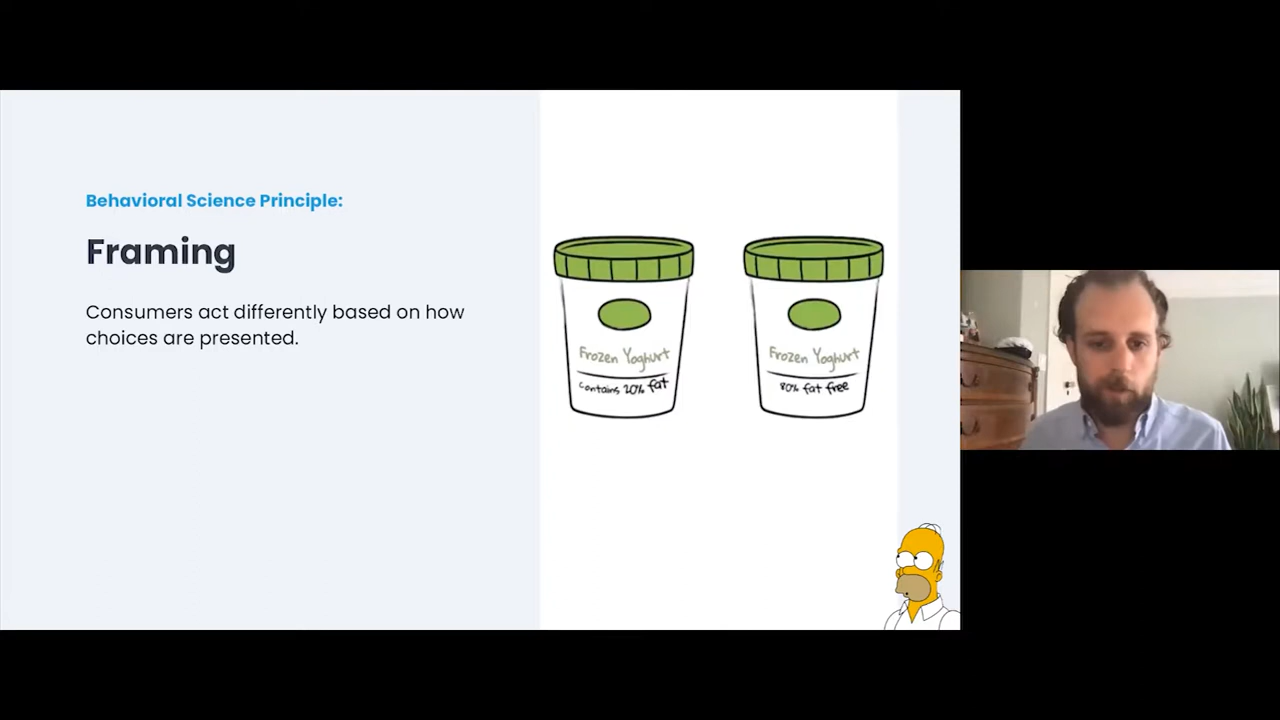 Behavioral Science Principle:
Framing
Consumers act differently based on how
choices are presented.
Frozen Yoghurt
contains 20% fat
Frozen Yoghurt
80% fat free